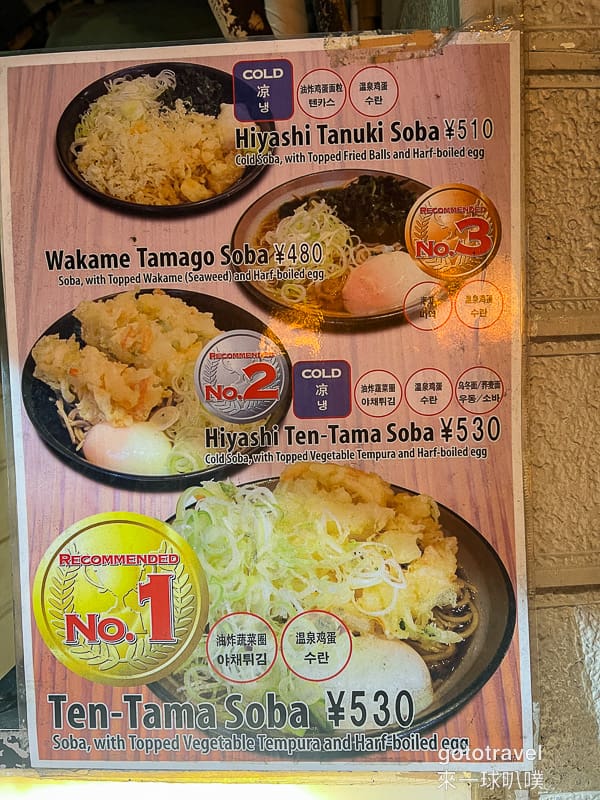 COLD
凉
냉
油炸鸡蛋面粒
텐카스
温泉鸡蛋
수란
Hiyashi Tanuki Soba ¥510
Cold Soba, with Topped Fried Balls and Harf-boiled egg
RECOMMENDED
No.3
Wakame Tamago Soba ¥480
Soba, with Topped Wakame (Seaweed) and Harf-boiled egg
미역
温泉鸡蛋
수란
RECOMMENDED
No.2
COLD
凉
냉
油炸蔬菜圈
야채튀김
温泉鸡蛋
수란
乌冬面/荞麦面
우동/소바
Hiyashi Ten-Tama Soba ¥530
Cold Soba, with Topped Vegetable Tempura and Harf-boiled egg
RECOMMENDED
No.1
油炸蔬菜圈
야채튀김
温泉鸡蛋
수란
Ten-Tama Soba ¥530
Soba, with Topped Vegetable Tempura and Harf-boiled egg
gototravel
來一球叭噗